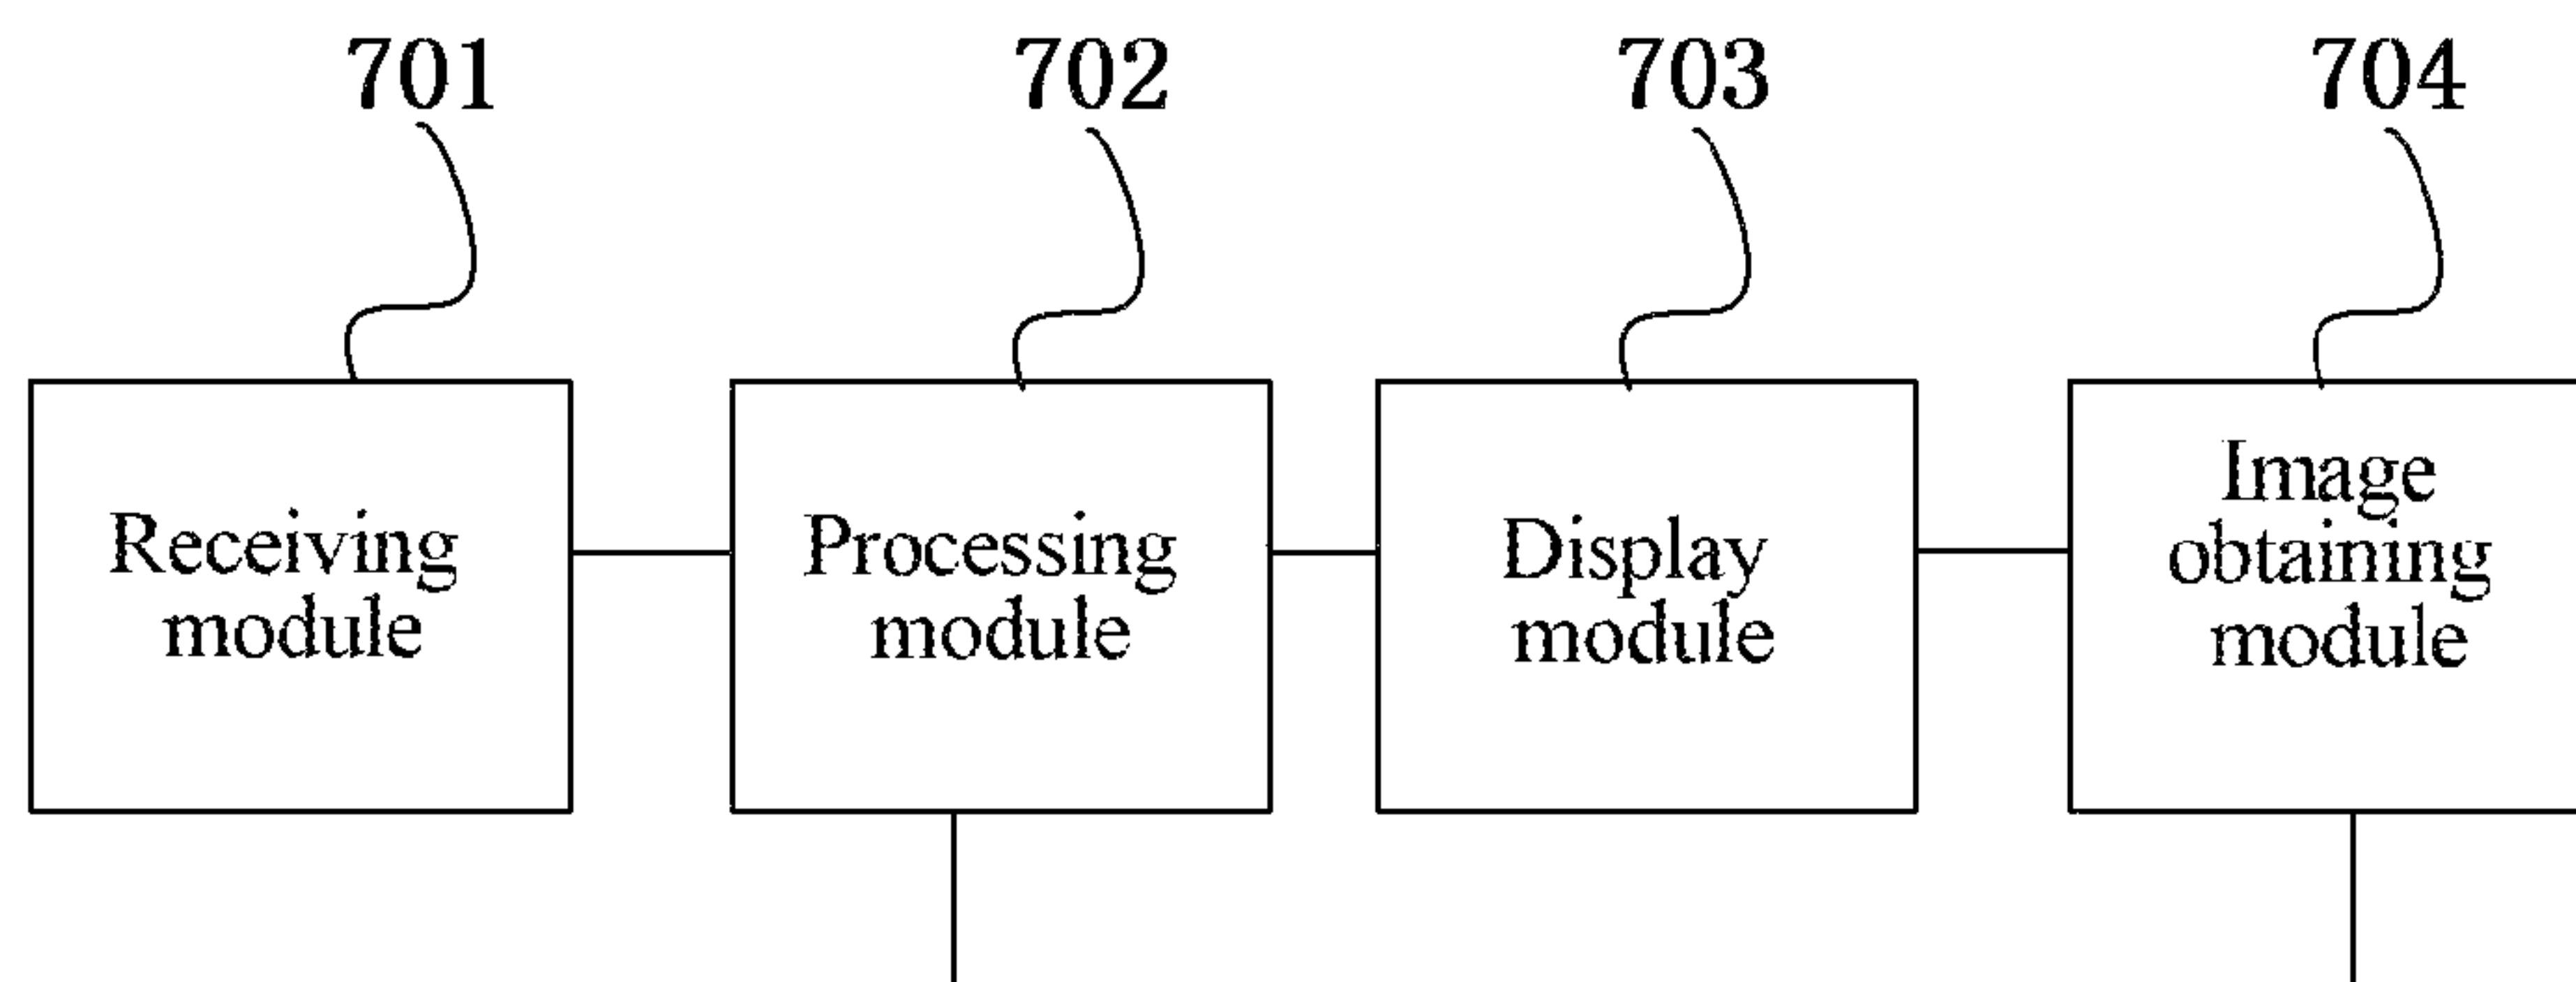 701
702
703
704
Receiving
module
Processing
module
Display
module
Image
obtaining
module